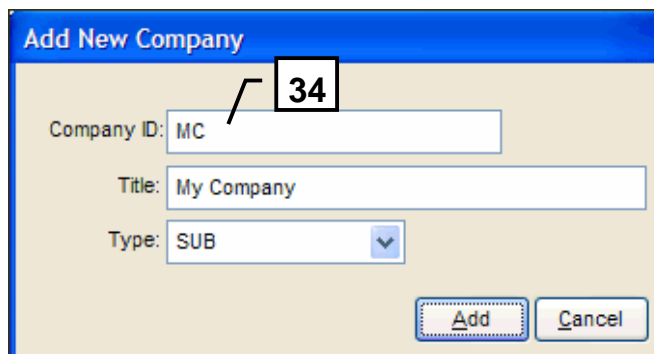 Add New Company
34
Company ID: MC
Title: My Company
Type: SUB
Add Cancel